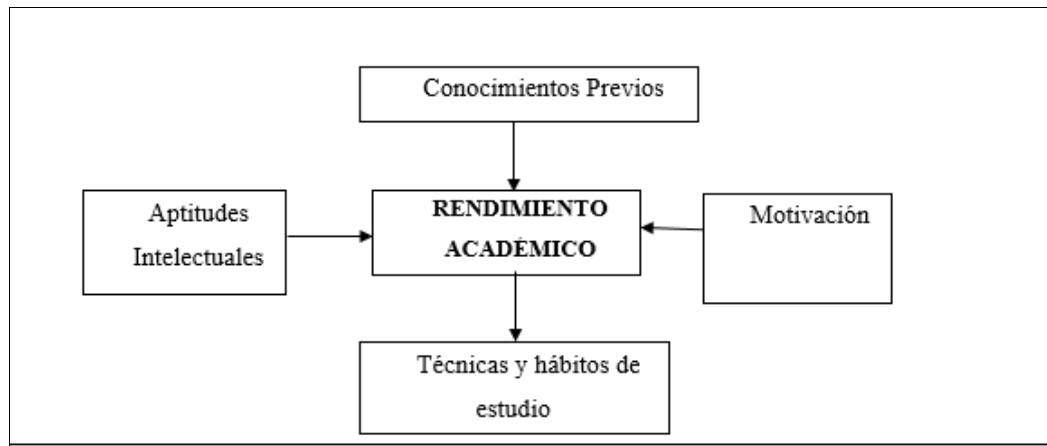 Conocimientos Previos
Aptitudes
Intelectuales
RENDIMIENTO
ACADÉMICO
Motivación
Técnicas y hábitos de
estudio